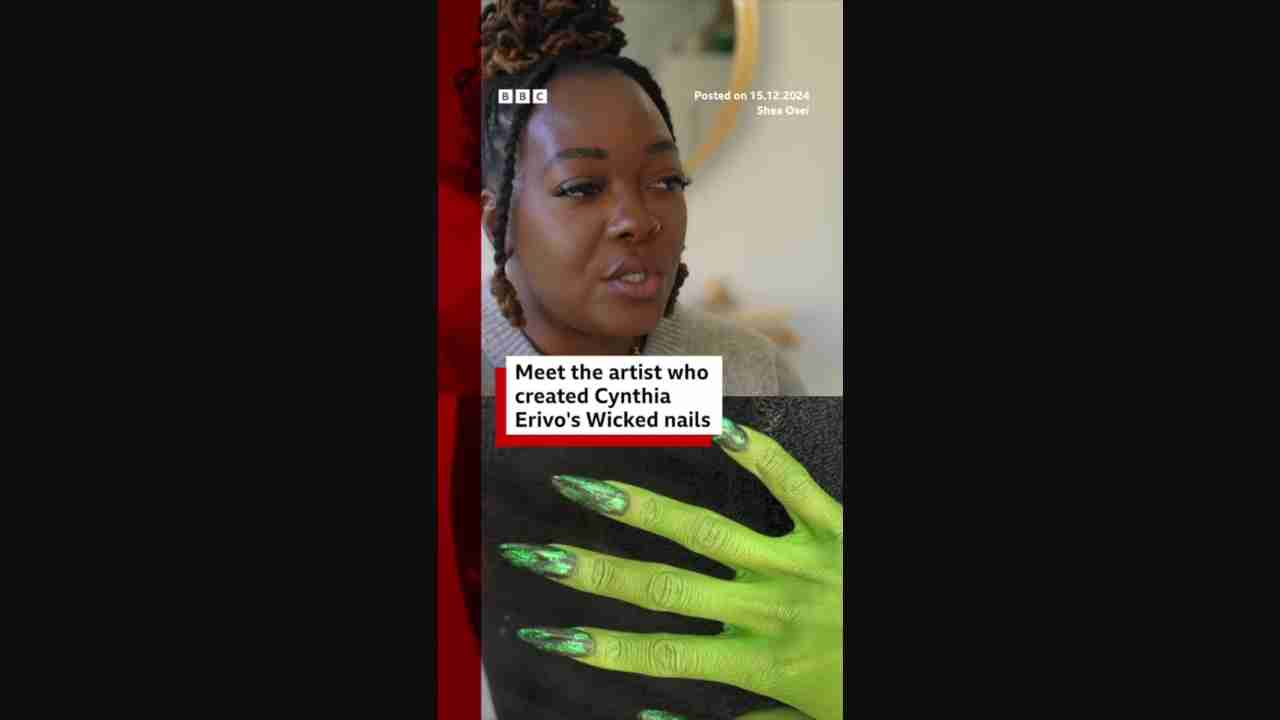 BBC
Posted on 15.12.2024
Shea Osei
Meet the artist who
created Cynthia
Erivo's Wicked nails